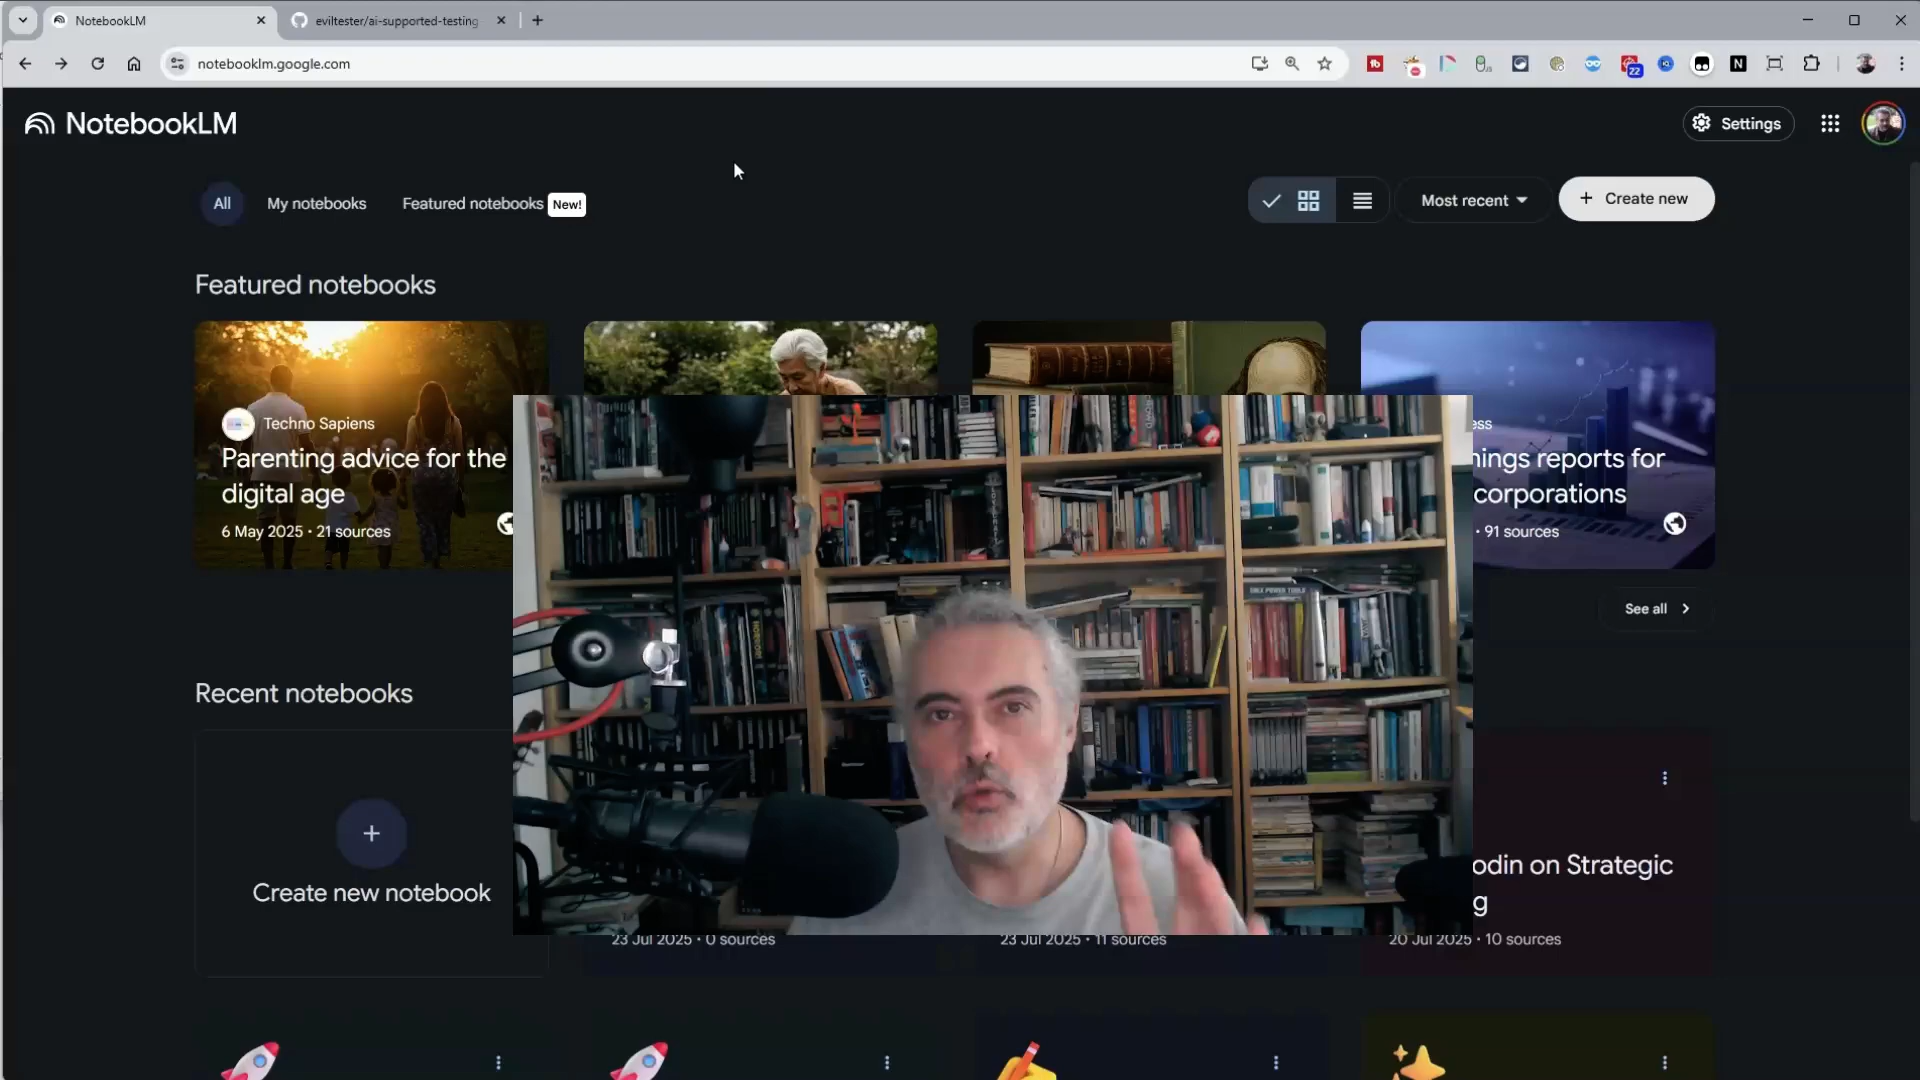 NotebookLM
eviltester/ai-supported-testing
notebooklm.google.com
22
N
NotebookLM
Settings
All
My notebooks
Featured notebooks
New!
Most recent
Create new
Featured notebooks
Techno Sapiens
Parenting advice for the
digital age
6 May 2025 · 21 sources
ess
nings reports for
corporations
· 91 sources
See all
Recent notebooks
Create new notebook
23 Jul 2025 · 0 sources
23 Jul 2025 · 11 sources
odin on Strategic
g
20 Jul 2025 · 10 sources